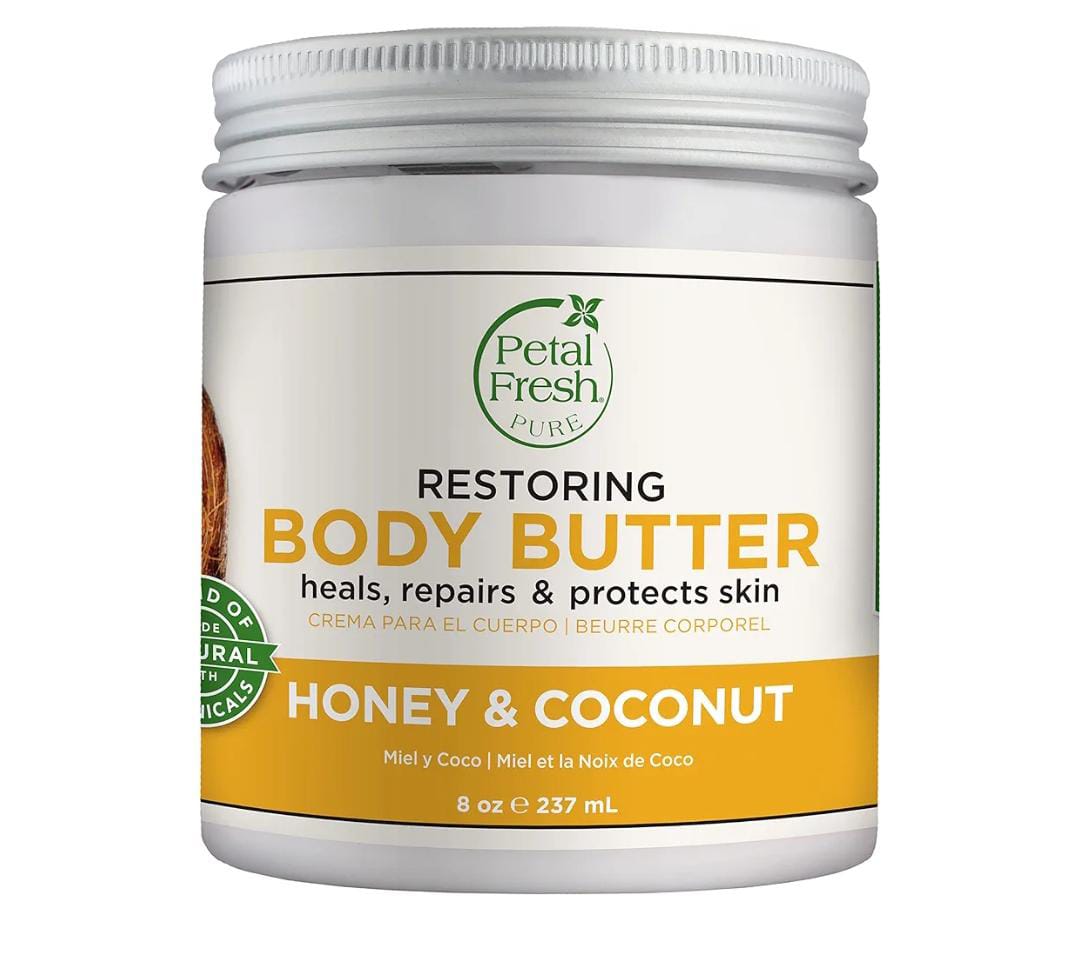 Petal
Fresh®
PURE
RESTORING
BODY BUTTER
heals, repairs & protects skin
CREMA PARA EL CUERPO | BEURRE CORPOREL
HONEY & COCONUT
Miel y Coco | Miel et la Noix de Coco
8 oz ℮ 237 mL